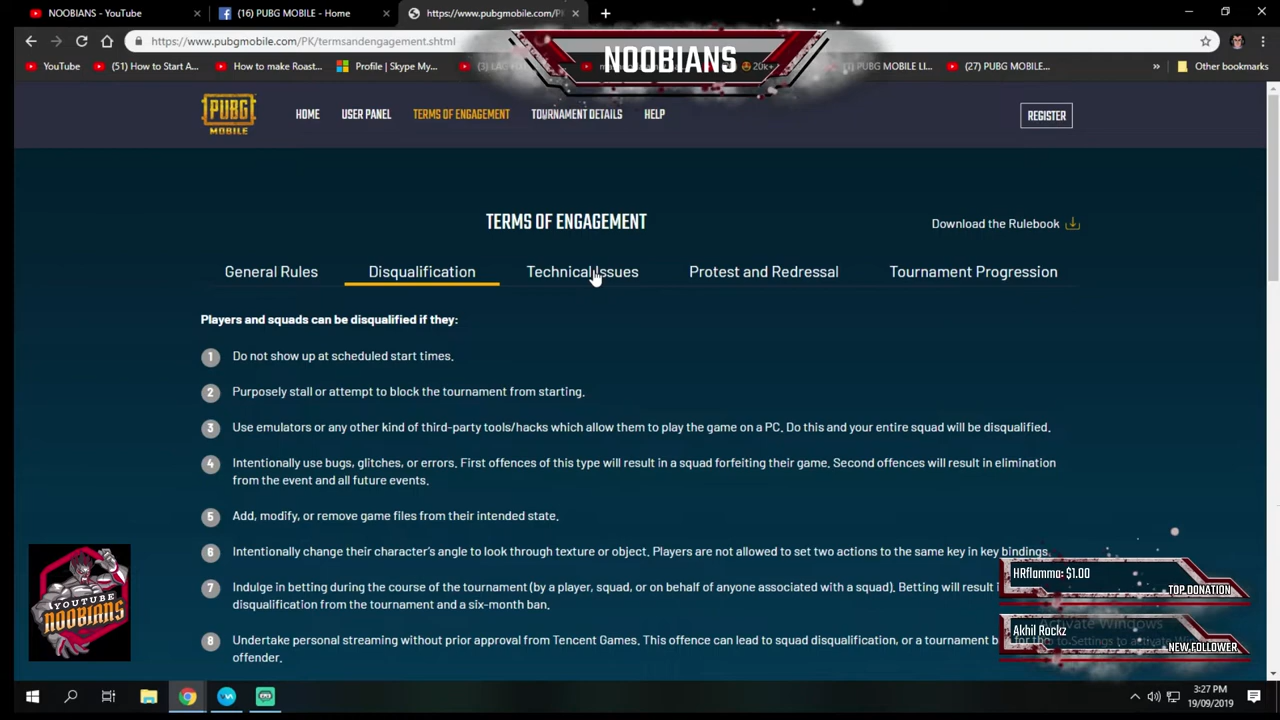 NOOBIANS - YouTube
(16) PUBG MOBILE - Home
https://www.pubgmobile.com/P
https://www.pubgmobile.com/PK/termsandengagement.shtml
NOOBIANS
YouTube
(51) How to Start A...
How to make Roast...
Profile | Skype My...
20k+
PUBG MOBILE LI...
(27) PUBG MOBILE...
»
Other bookmarks
PUBG
MOBILE
HOME
USER PANEL
TERMS OF ENGAGEMENT
TOURNAMENT DETAILS
HELP
REGISTER
TERMS OF ENGAGEMENT
Download the Rulebook
General Rules
Disqualification
Technical Issues
Protest and Redressal
Tournament Progression
Players and squads can be disqualified if they:
1 Do not show up at scheduled start times.
2 Purposely stall or attempt to block the tournament from starting.
3 Use emulators or any other kind of third-party tools/hacks which allow them to play the game on a PC. Do this and your entire squad will be disqualified.
4 Intentionally use bugs, glitches, or errors. First offences of this type will result in a squad forfeiting their game. Second offences will result in elimination
from the event and all future events.
5 Add, modify, or remove game files from their intended state.
6 Intentionally change their character's angle to look through texture or object. Players are not allowed to set two actions to the same key in key bindings.
7 Indulge in betting during the course of the tournament (by a player, squad, or on behalf of anyone associated with a squad). Betting will result
disqualification from the tournament and a six-month ban.
8 Undertake personal streaming without prior approval from Tencent Games. This offence can lead to squad disqualification, or a tournament
offender.
HRflamma: $1.00
TOP DONATION
Activate Windows
Akhil Rockz
to Settings to activate
NEW FOLLOWER
YOUTUBE
NOOBIANS
3:27 PM
19/09/2019